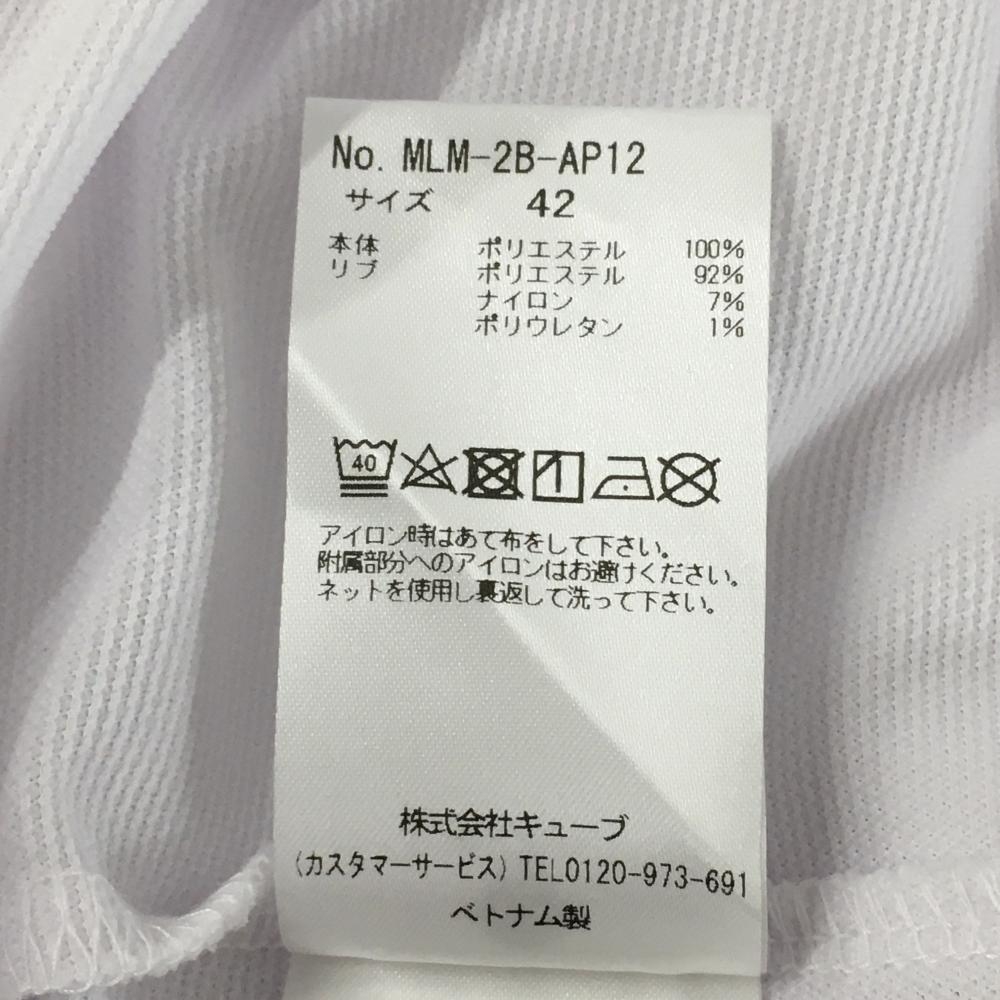 No. MLM-2B-AP12
サイズ 42
本体 ポリエステル 100%
リブ ポリエステル 92%
ナイロン 7%
ポリウレタン 1%
40
アイロン時はあて布をして下さい。
附属部分へのアイロンはお避けください。
ネットを使用し裏返して洗って下さい。
株式会社キューブ
(カスタマーサービス) TEL0120-973-691
ベトナム製